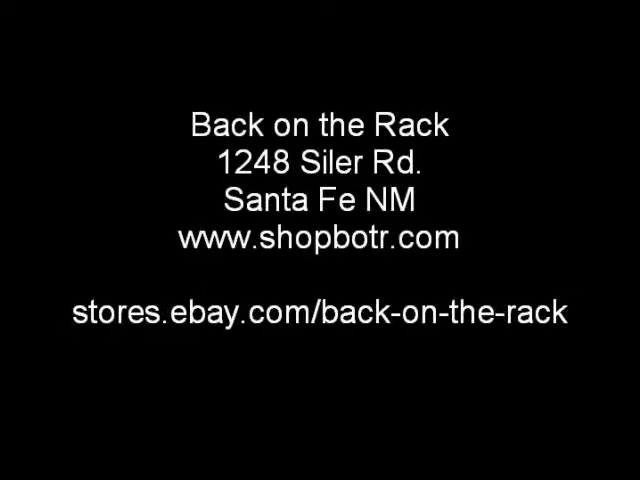 Back on the Rack
1248 Siler Rd.
Santa Fe NM
www.shopbotr.com
stores.ebay.com/back-on-the-rack